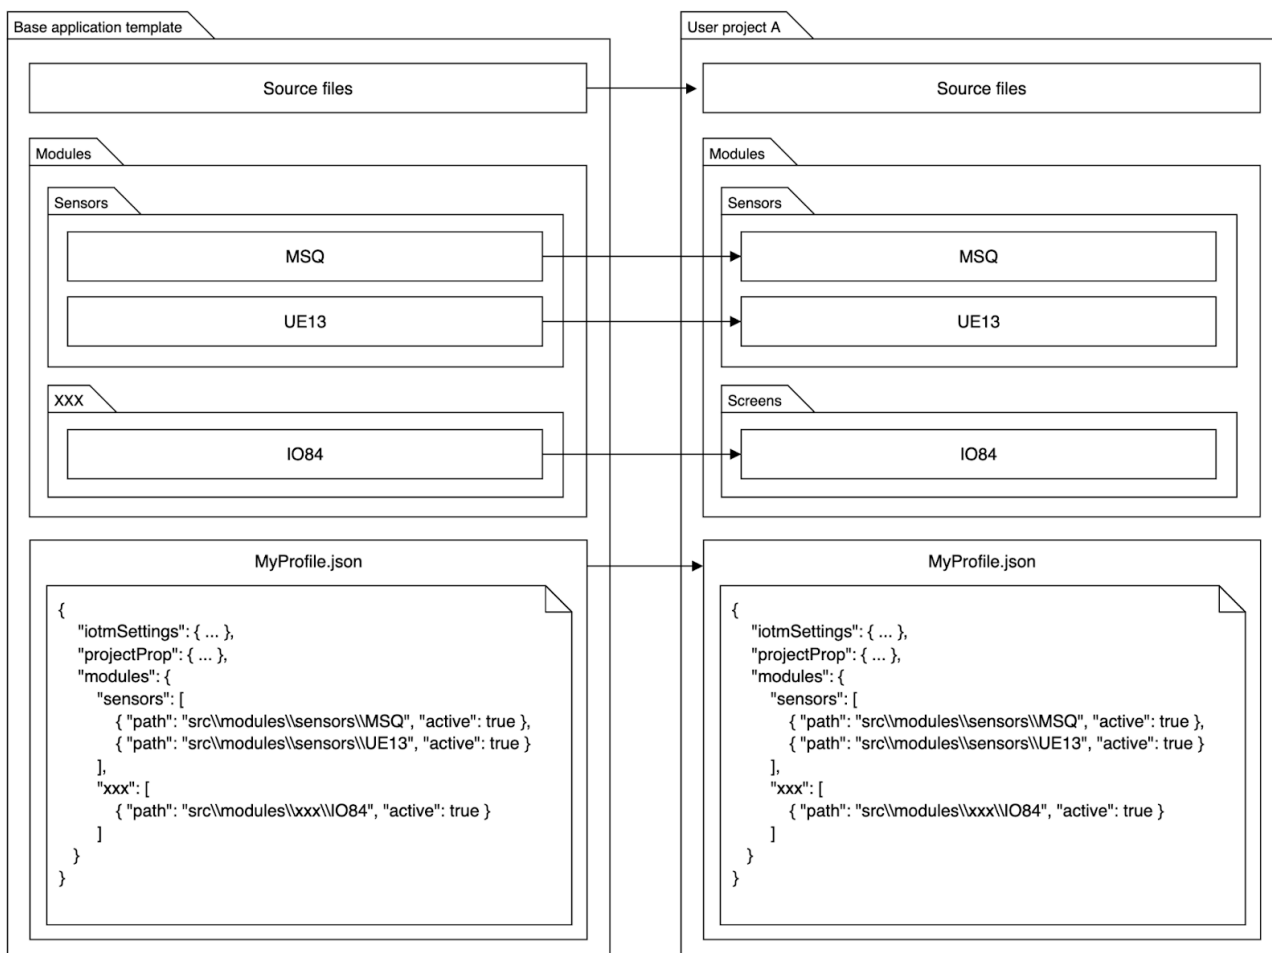 Base application template
Source files
Modules
Sensors
MSQ
UE13
XXX
IO84
MyProfile.json
{
"iotmSettings": { ... },
"projectProp": { ... },
"modules": {
"sensors": [
{ "path": "src\\modules\\sensors\\MSQ", "active": true },
{ "path": "src\\modules\\sensors\\UE13", "active": true }
],
"xxx": [
{ "path": "src\\modules\\xxx\\IO84", "active": true }
]
}
}
User project A
Source files
Modules
Sensors
MSQ
UE13
Screens
IO84
MyProfile.json
{
"iotmSettings": { ... },
"projectProp": { ... },
"modules": {
"sensors": [
{ "path": "src\\modules\\sensors\\MSQ", "active": true },
{ "path": "src\\modules\\sensors\\UE13", "active": true }
],
"xxx": [
{ "path": "src\\modules\\xxx\\IO84", "active": true }
]
}
}